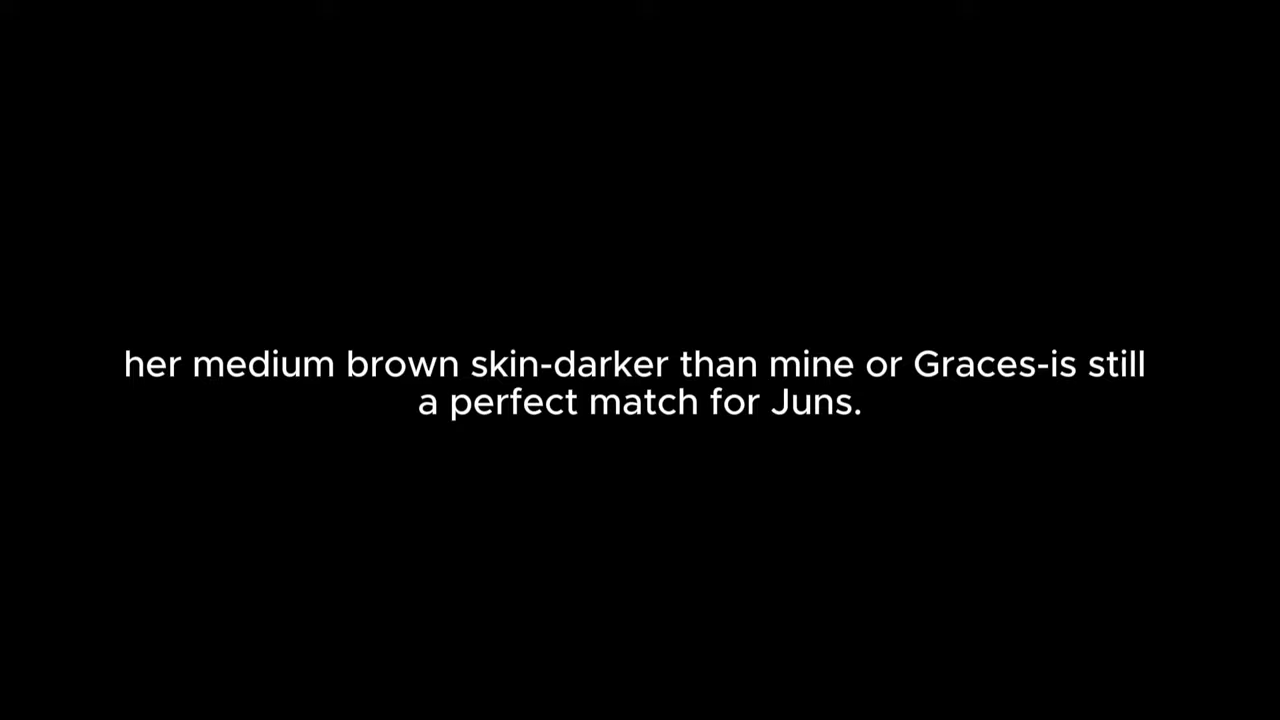 her medium brown skin-darker than mine or Graces-is still
a perfect match for Juns.